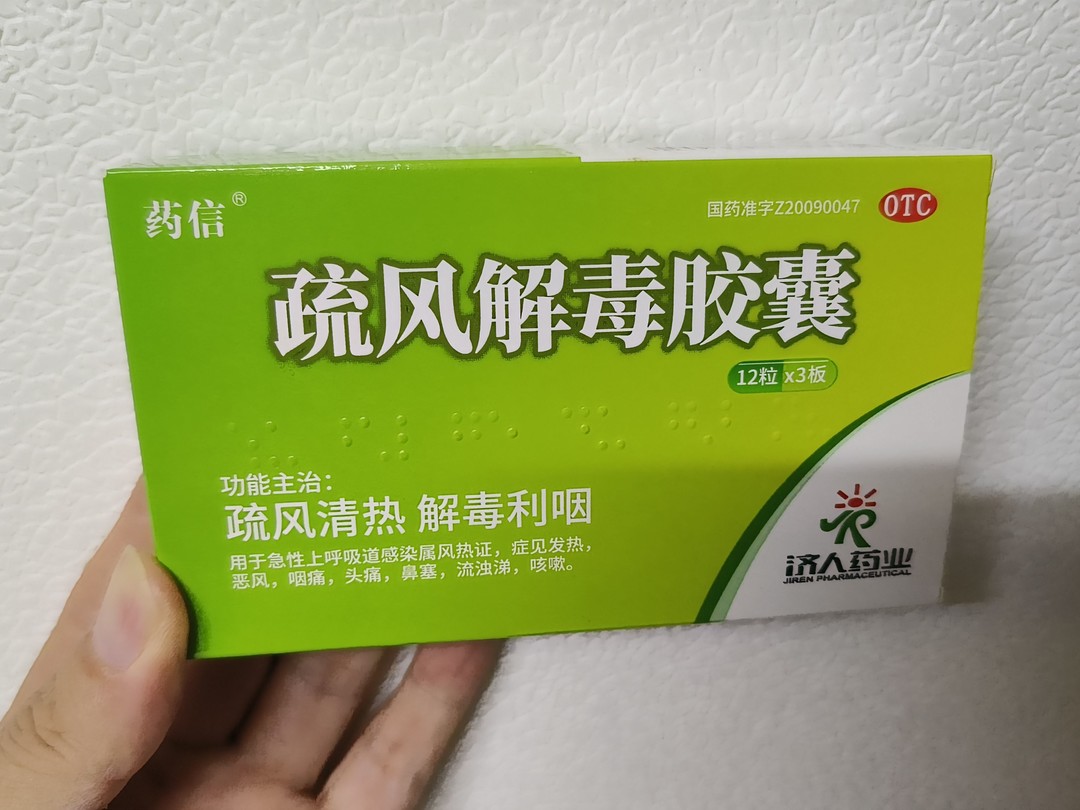 药信®
国药准字Z20090047 OTC
疏风解毒胶囊
12粒 x3板
功能主治：
疏风清热 解毒利咽
用于急性上呼吸道感染属风热证，症见发热，
恶风，咽痛，头痛，鼻塞，流浊涕，咳嗽。
济人药业
JIREN PHARMACEUTICAL